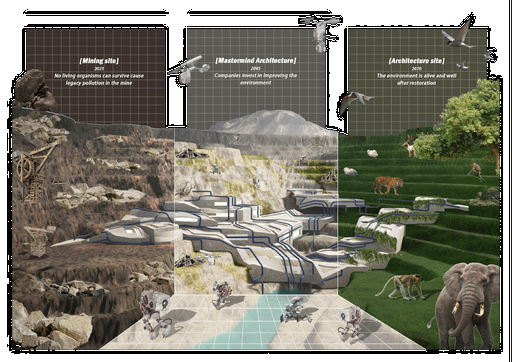 [Mining site]
2025
No living organisms can survive cause
legacy pollution in the mine
[Mastermind Architecture]
2045
Companies invest in improving the
environment
[Architecture site]
2070
The environment is alive and well
after restoration